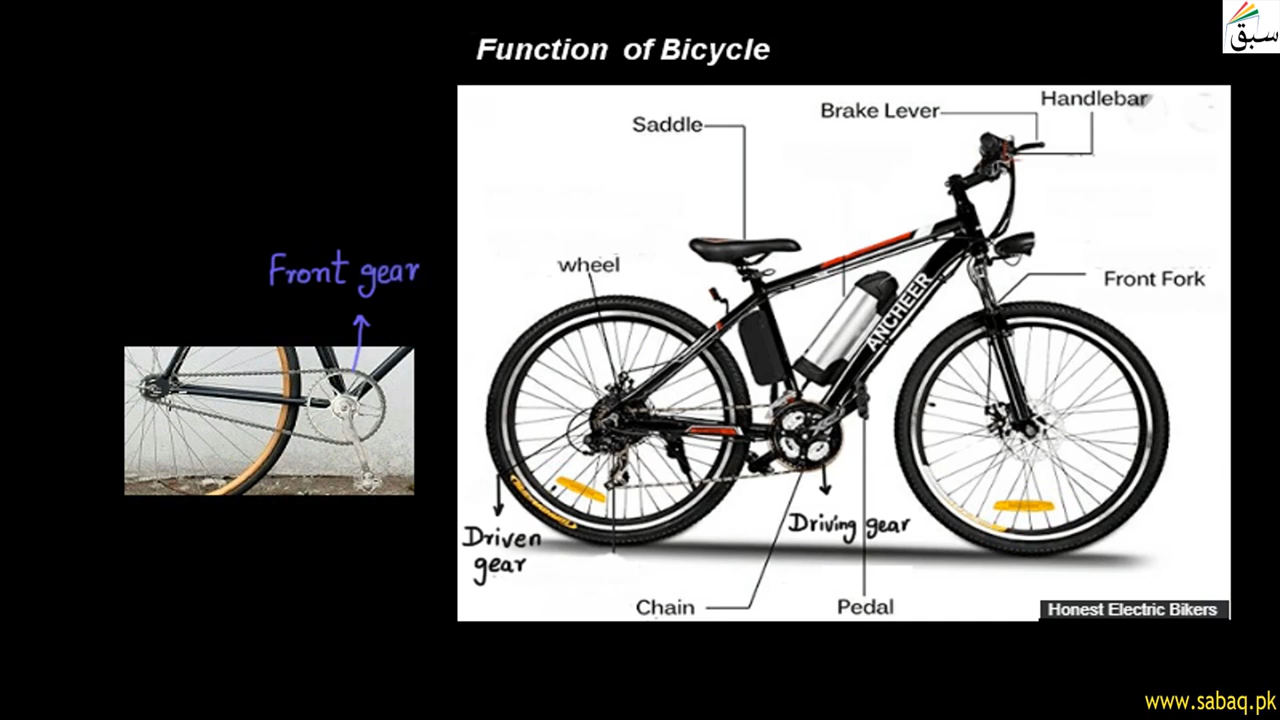 سبق
Function of Bicycle
Handlebar
Brake Lever
Saddle
wheel
Front gear
Front Fork
ANCHEER
Driving gear
Driven
gear
Chain
Pedal
Honest Electric Bikers
www.sabaq.pk